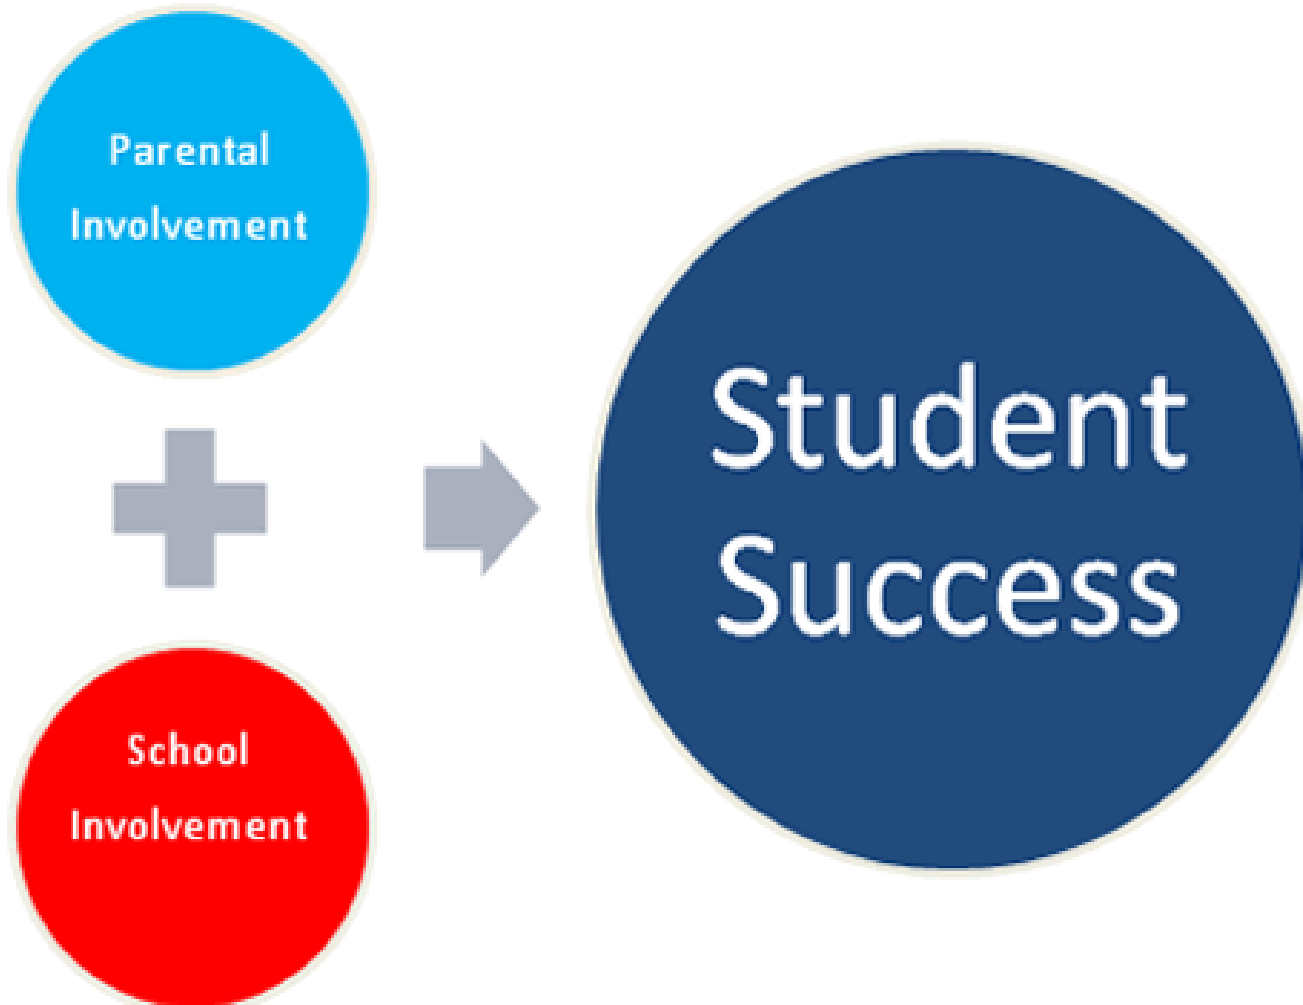 Parental
Involvement
School
Involvement
Student
Success